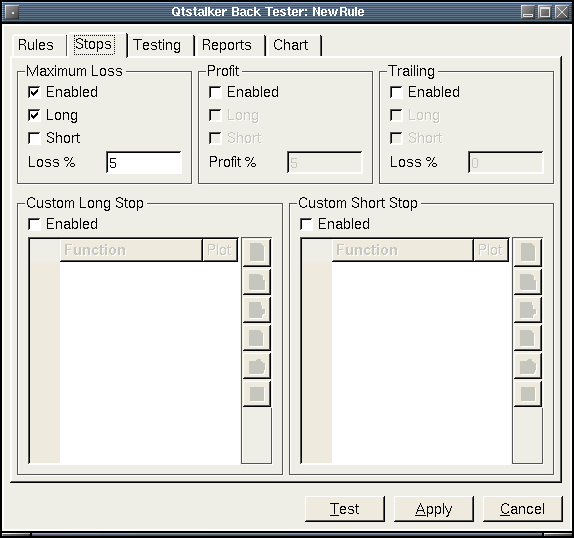 Qtstalker Back Tester: NewRule
Rules Stops Testing Reports Chart
Maximum Loss Profit Trailing
Enabled Enabled Enabled
Long Long Long
Short Short Short
Loss % 5 Profit % 5 Loss % 0
Custom Long Stop Custom Short Stop
Enabled Enabled
Function Plot Function Plot
Test Apply Cancel